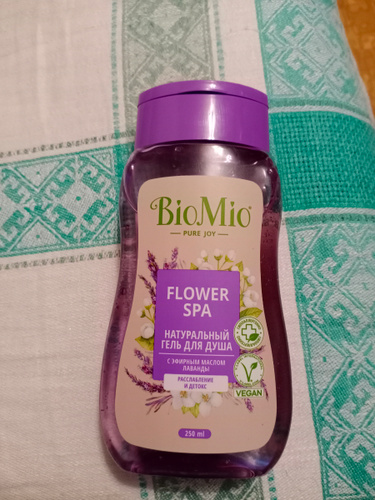 BioMio
PURE JOY
FLOWER
SPA
НАТУРАЛЬНЫЙ
ГЕЛЬ ДЛЯ ДУША
С ЭФИРНЫМ МАСЛОМ
ЛАВАНДЫ
РАССЛАБЛЕНИЕ
И ДЕТОКС
VEGAN
250 ml